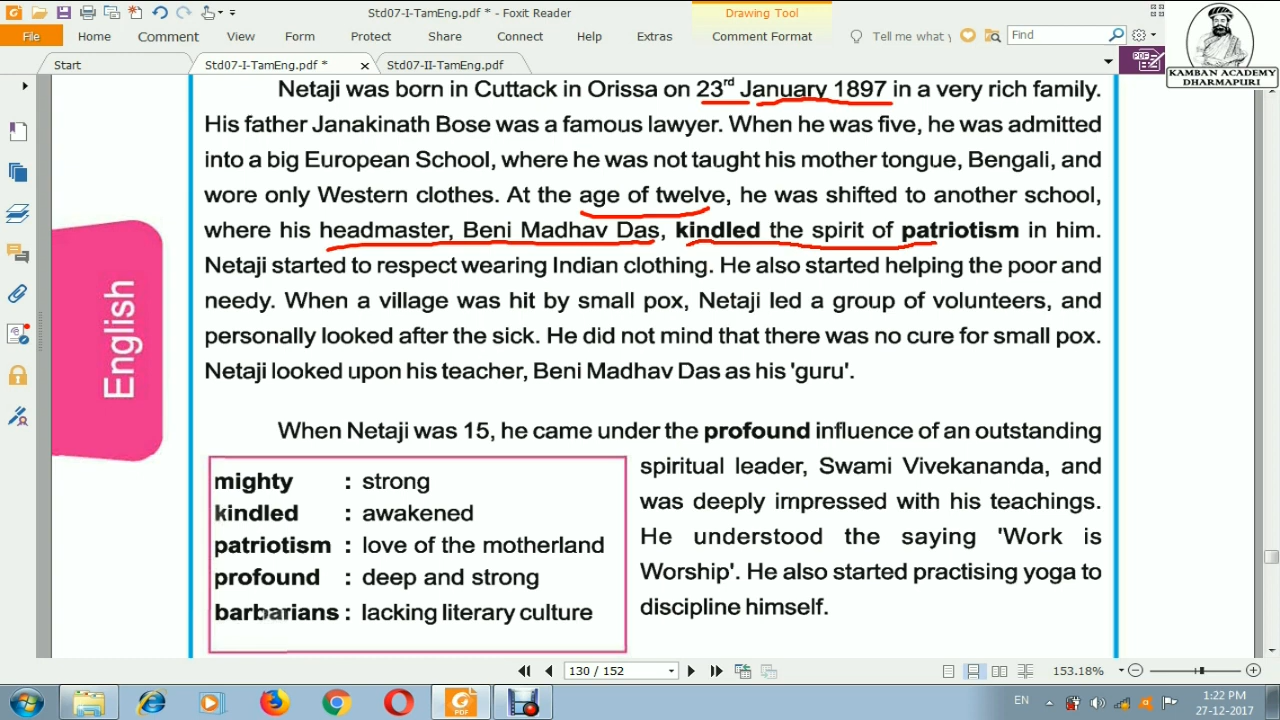 Std07-I-TamEng.pdf * - Foxit Reader
Drawing Tool
File Home Comment View Form Protect Share Connect Help Extras Comment Format Tell me what y Find
KAMBAN ACADEMY
DHARMAPURI
Start Std07-I-TamEng.pdf * Std07-II-TamEng.pdf
Netaji was born in Cuttack in Orissa on 23rd January 1897 in a very rich family.
His father Janakinath Bose was a famous lawyer. When he was five, he was admitted
into a big European School, where he was not taught his mother tongue, Bengali, and
wore only Western clothes. At the age of twelve, he was shifted to another school,
where his headmaster, Beni Madhav Das, kindled the spirit of patriotism in him.
Netaji started to respect wearing Indian clothing. He also started helping the poor and
needy. When a village was hit by small pox, Netaji led a group of volunteers, and
personally looked after the sick. He did not mind that there was no cure for small pox.
Netaji looked upon his teacher, Beni Madhav Das as his 'guru'.
English
When Netaji was 15, he came under the profound influence of an outstanding
spiritual leader, Swami Vivekananda, and
was deeply impressed with his teachings.
He understood the saying 'Work is
Worship'. He also started practising yoga to
discipline himself.
mighty : strong
kindled : awakened
patriotism : love of the motherland
profound : deep and strong
barbarians : lacking literary culture
130 / 152
153.18%
EN
1:22 PM
27-12-2017